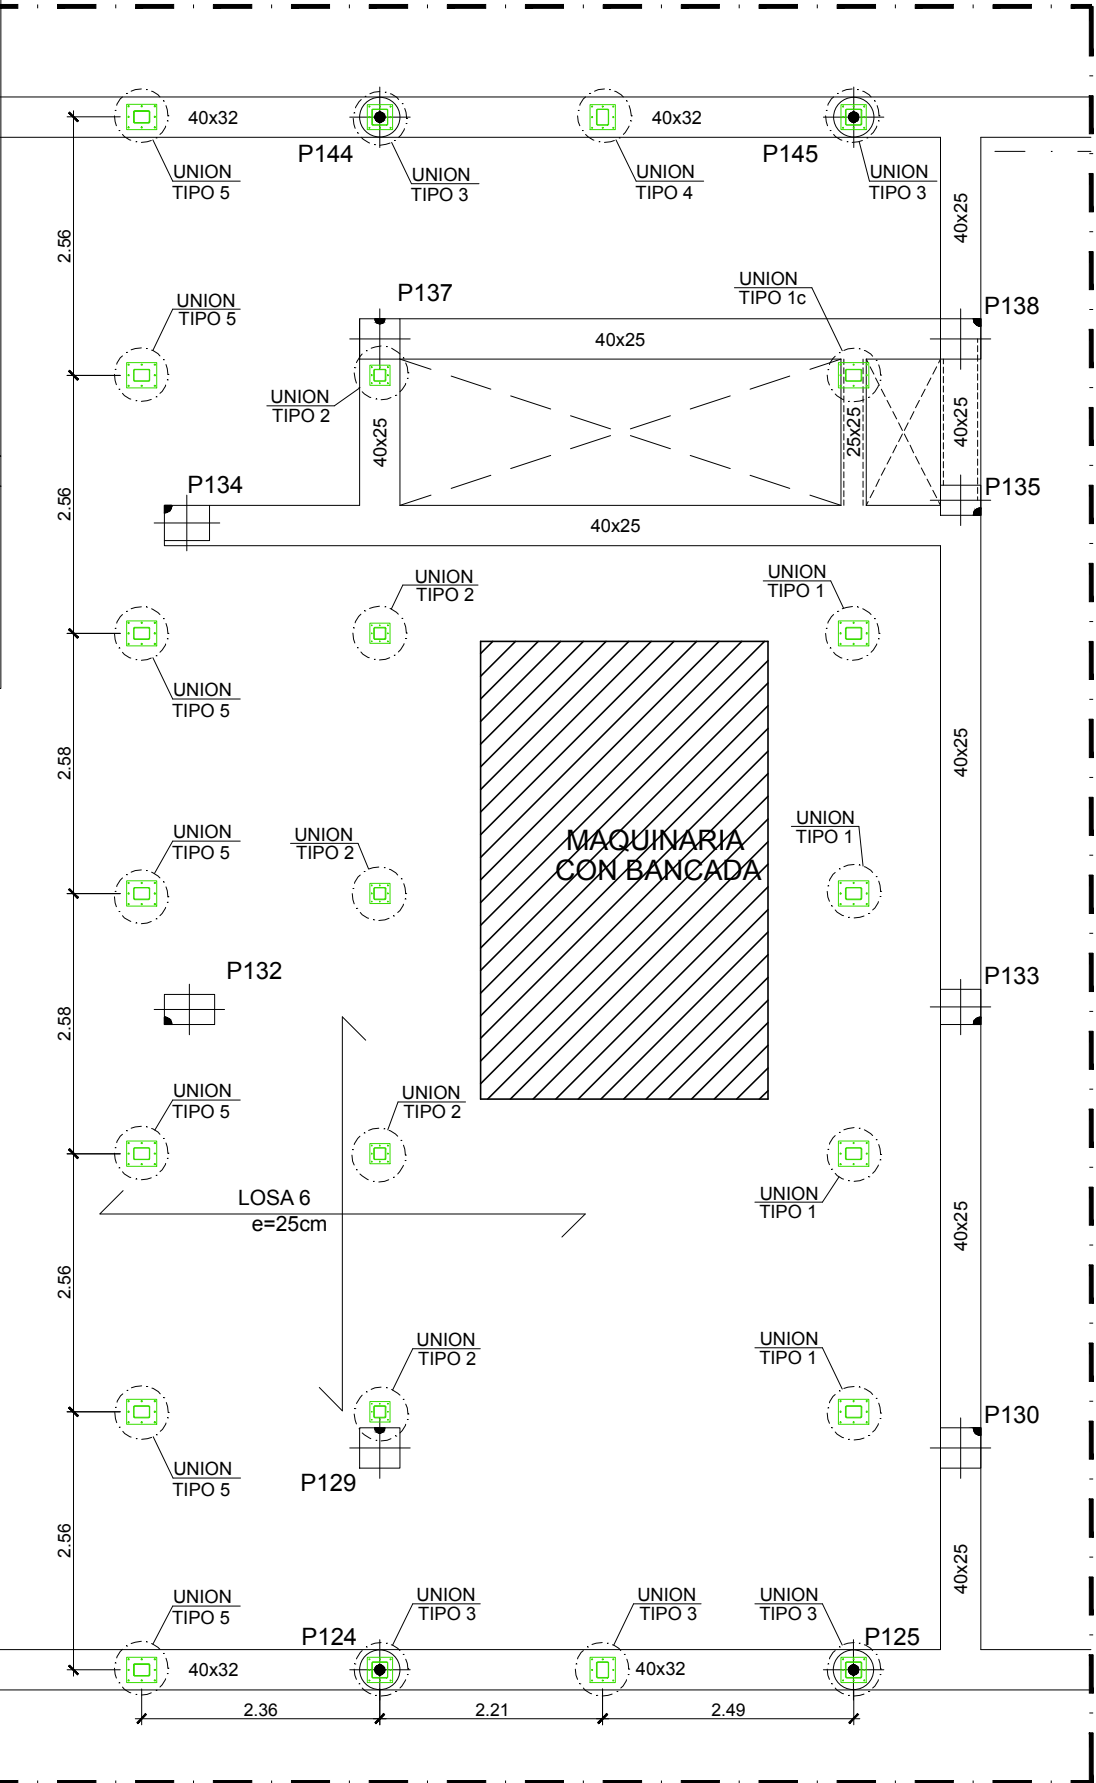 40x32
40x32
P144
P145
UNION
TIPO 5
UNION
TIPO 3
UNION
TIPO 4
UNION
TIPO 3
40x25
2.56
UNION
TIPO 5
P137
UNION
TIPO 1c
P138
40x25
UNION
TIPO 2
40x25
25x25
40x25
P134
P135
2.56
40x25
UNION
TIPO 2
UNION
TIPO 1
UNION
TIPO 5
2.58
40x25
UNION
TIPO 5
UNION
TIPO 2
MAQUINARIA
CON BANCADA
UNION
TIPO 1
P132
P133
2.58
UNION
TIPO 5
UNION
TIPO 2
LOSA 6
e=25cm
UNION
TIPO 1
40x25
2.56
UNION
TIPO 2
UNION
TIPO 1
P130
UNION
TIPO 5
P129
2.56
40x25
UNION
TIPO 5
P124
UNION
TIPO 3
UNION
TIPO 3
UNION
TIPO 3
P125
40x32
40x32
2.36
2.21
2.49